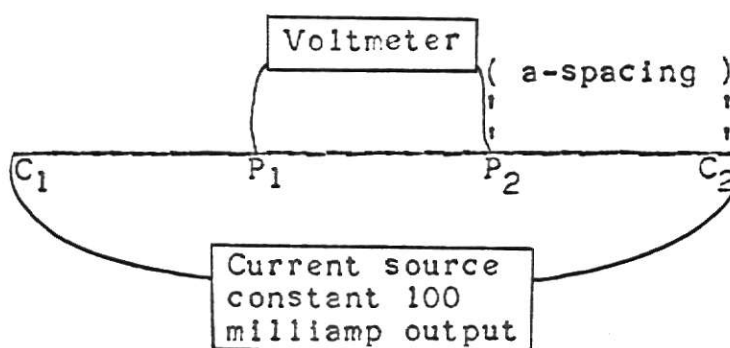 Voltmeter
( a-spacing )
C1 P1 P2 C2
Current source
constant 100
milliamp output